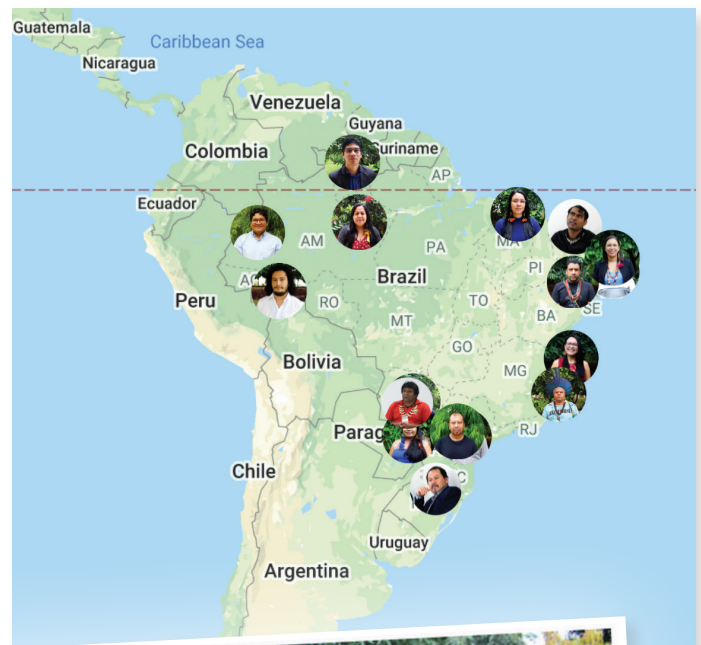 Guatemala
Caribbean Sea
Nicaragua
Venezuela
Guyana
Suriname
Colombia
AP
Ecuador
AM
PA
MA
Brazil
PI
AC
Peru
RO
TO
SE
BA
MT
GO
Bolivia
MG
Parag
RJ
Chile
C
Uruguay
Argentina